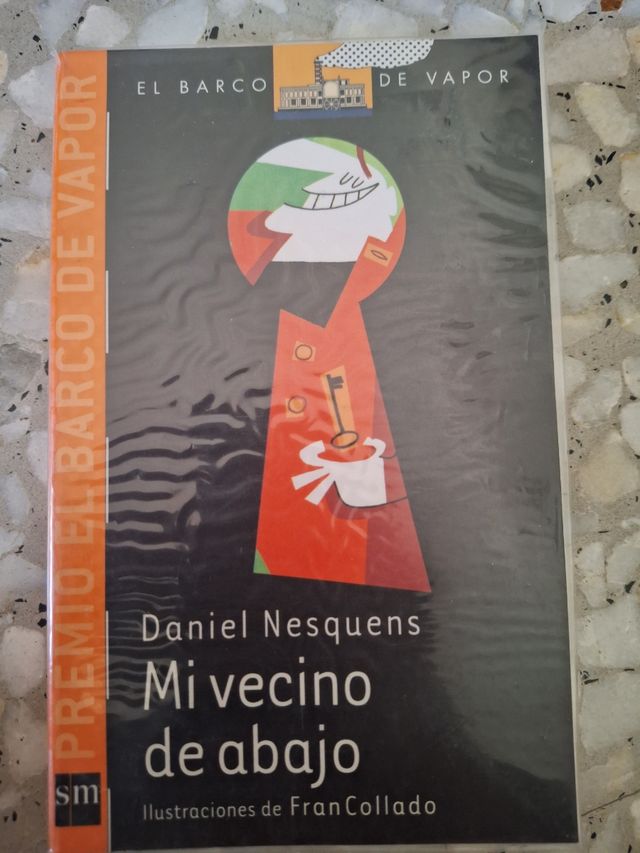 EL BARCO DE VAPOR
PREMIO EL BARCO DE VAPOR
Daniel Nesquens
Mi vecino
de abajo
Ilustraciones de FranCollado
sm